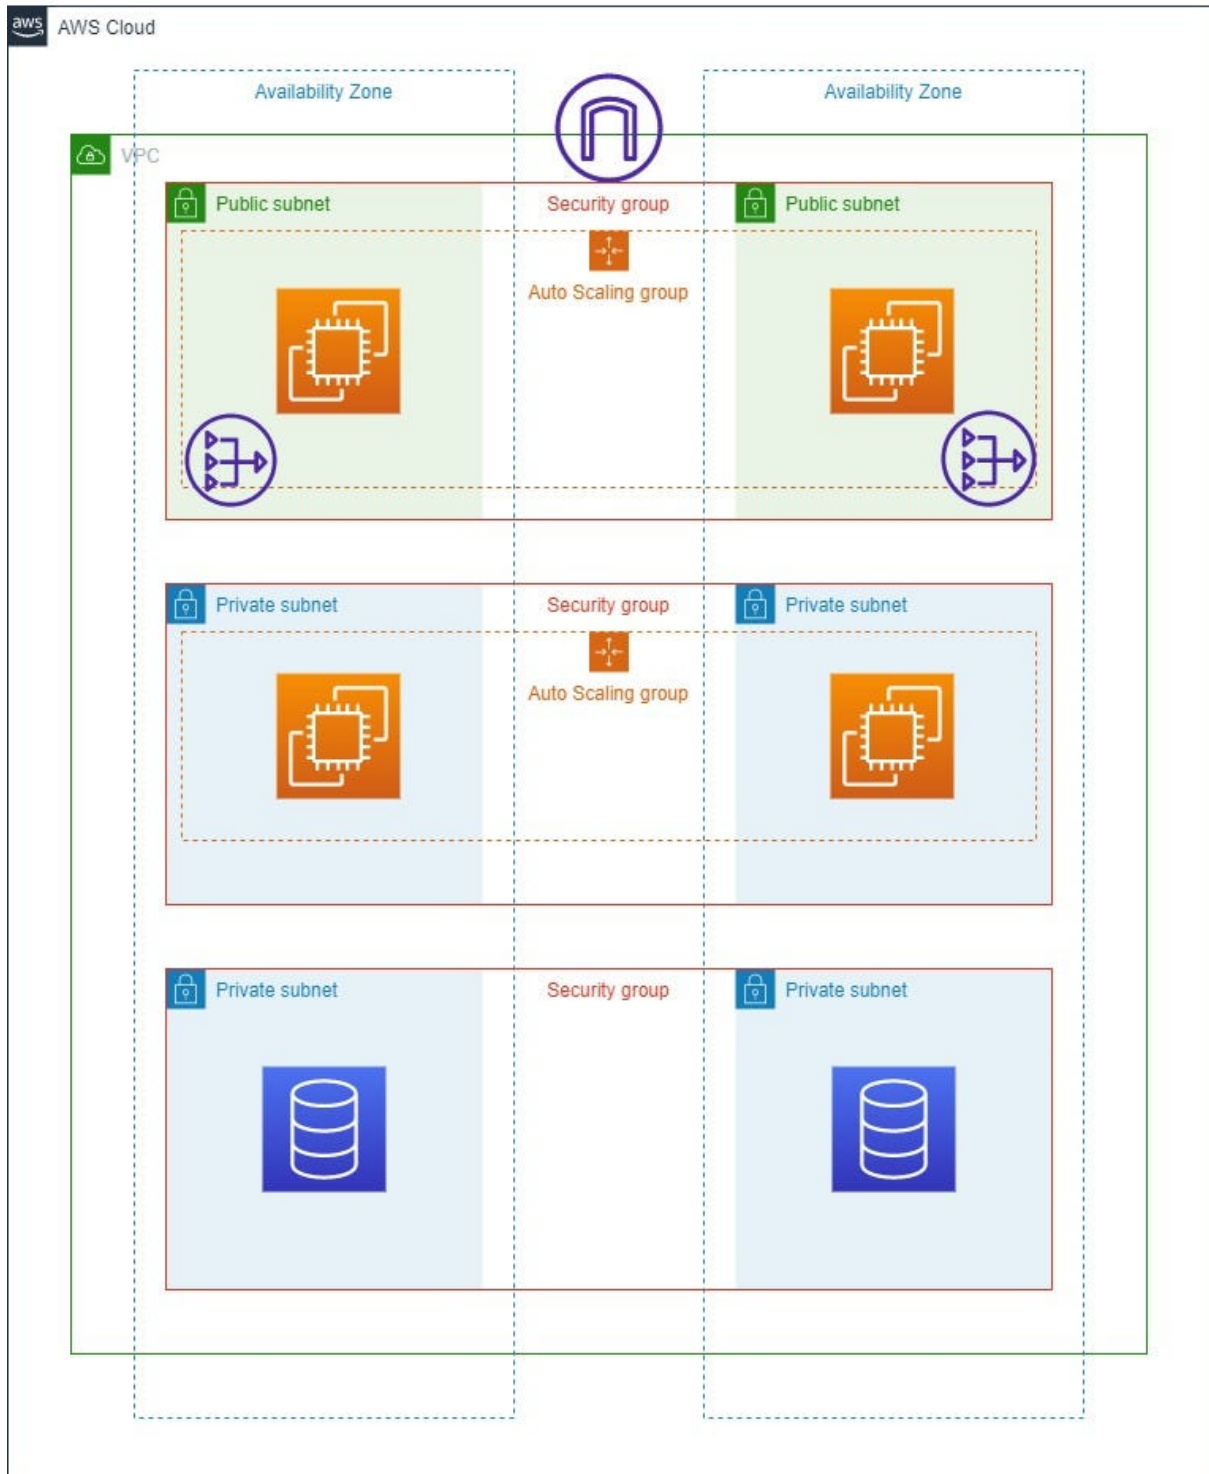 aws AWS Cloud
Availability Zone Availability Zone
VPC
Public subnet Security group Public subnet
Auto Scaling group
Private subnet Security group Private subnet
Auto Scaling group
Private subnet Security group Private subnet